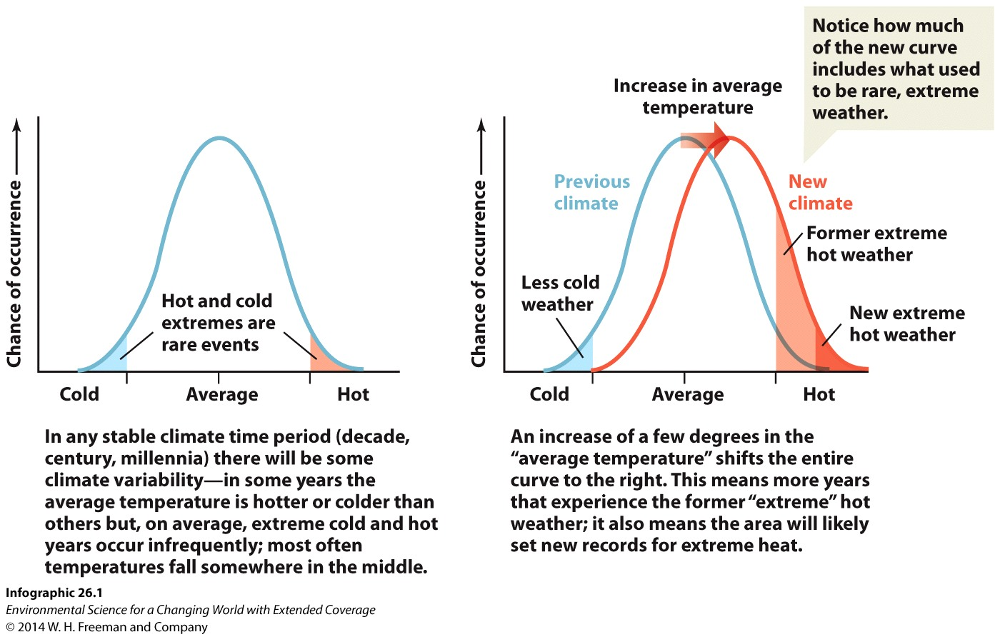 Chance of occurrence
Hot and cold
extremes are
rare events
Cold
Average
Hot
In any stable climate time period (decade,
century, millennia) there will be some
climate variability—in some years the
average temperature is hotter or colder than
others but, on average, extreme cold and hot
years occur infrequently; most often
temperatures fall somewhere in the middle.
Notice how much
of the new curve
includes what used
to be rare, extreme
weather.
Increase in average
temperature
Chance of occurrence
Previous
climate
New
climate
Former extreme
hot weather
Less cold
weather
New extreme
hot weather
Cold
Average
Hot
An increase of a few degrees in the
“average temperature” shifts the entire
curve to the right. This means more years
that experience the former “extreme” hot
weather; it also means the area will likely
set new records for extreme heat.
Infographic 26.1
Environmental Science for a Changing World with Extended Coverage
© 2014 W. H. Freeman and Company